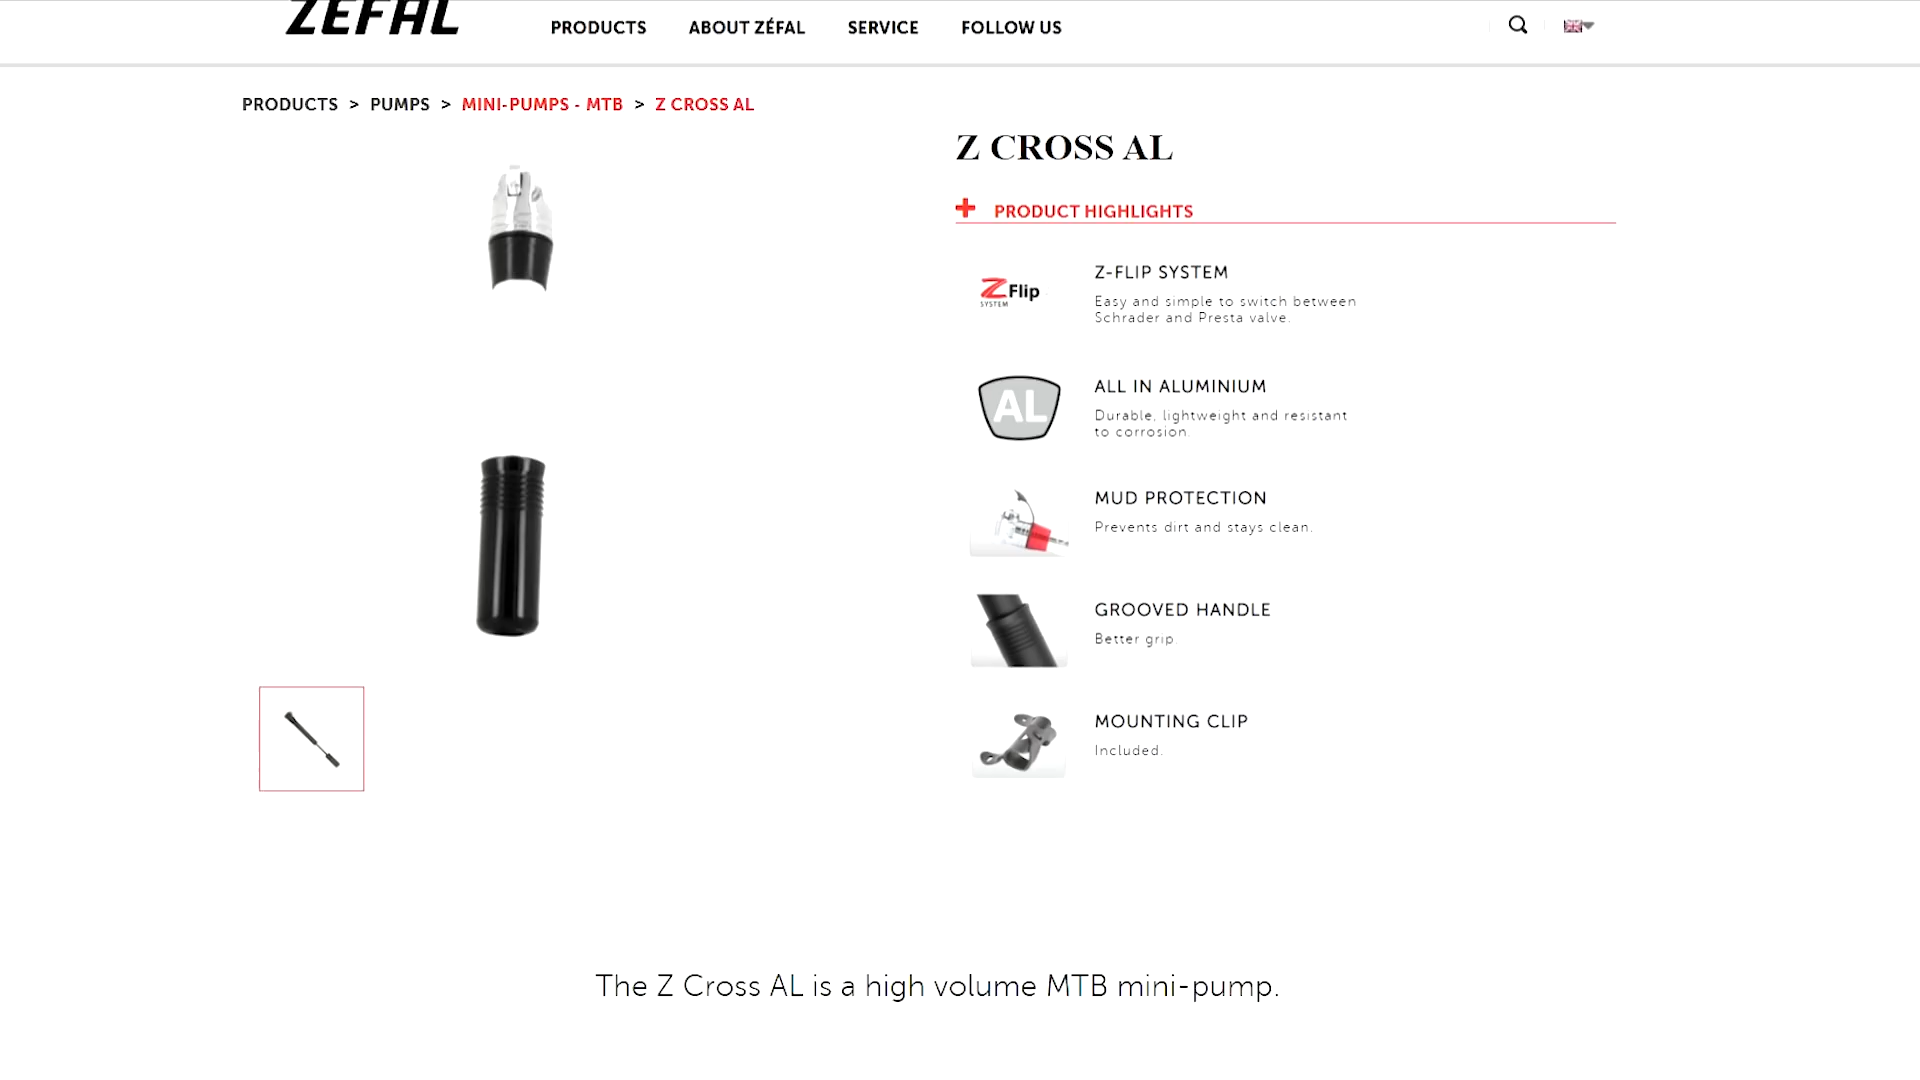 ZEFAL
PRODUCTS ABOUT ZÉFAL SERVICE FOLLOW US
PRODUCTS > PUMPS > MINI-PUMPS - MTB > Z CROSS AL
Z CROSS AL
PRODUCT HIGHLIGHTS
Z Flip
SYSTEM
Z-FLIP SYSTEM
Easy and simple to switch between
Schrader and Presta valve.
AL
ALL IN ALUMINIUM
Durable, lightweight and resistant
to corrosion.
MUD PROTECTION
Prevents dirt and stays clean.
GROOVED HANDLE
Better grip.
MOUNTING CLIP
Included.
The Z Cross AL is a high volume MTB mini-pump.